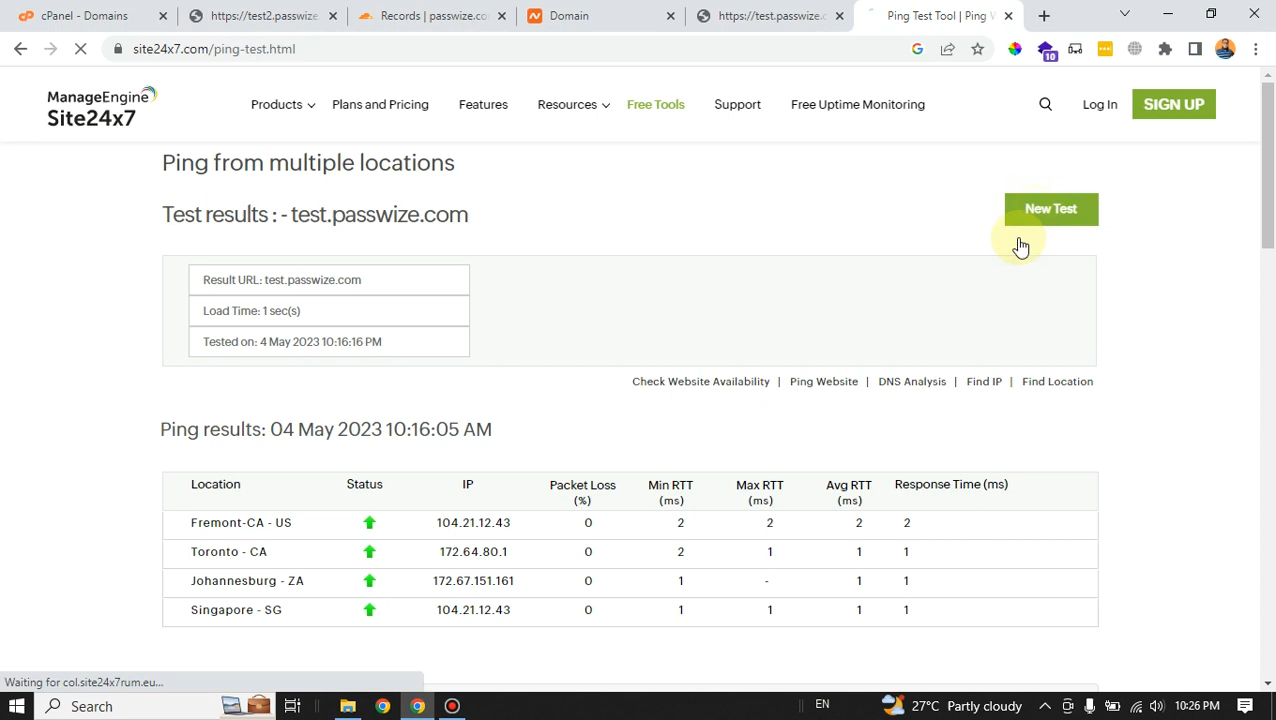 cPanel - Domains
https://test2.passwize.
Records | passwize.co
Domain
https://test.passwize.c
Ping Test Tool | Ping W
site24x7.com/ping-test.html
10
ManageEngine
Site24x7
Products
Plans and Pricing
Features
Resources
Free Tools
Support
Free Uptime Monitoring
Log In
SIGN UP
Ping from multiple locations
Test results : - test.passwize.com
New Test
Result URL: test.passwize.com
Load Time: 1 sec(s)
Tested on: 4 May 2023 10:16:16 PM
Check Website Availability | Ping Website | DNS Analysis | Find IP | Find Location
Ping results: 04 May 2023 10:16:05 AM
Location Status IP Packet Loss (%) Min RTT (ms) Max RTT (ms) Avg RTT (ms) Response Time (ms)
Fremont-CA - US 104.21.12.43 0 2 2 2 2
Toronto - CA 172.64.80.1 0 2 1 1 1
Johannesburg - ZA 172.67.151.161 0 1 - 1 1
Singapore - SG 104.21.12.43 0 1 1 1 1
Waiting for col.site24x7rum.eu...
Search
EN
27°C Partly cloudy
10:26 PM